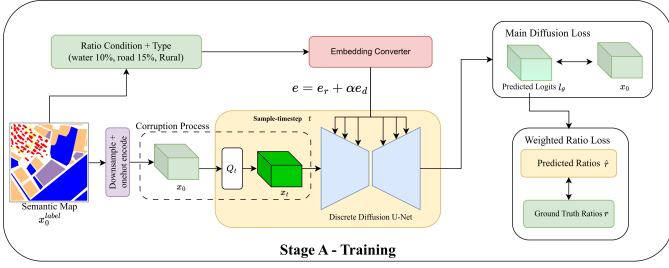 Ratio Condition + Type
(water 10%, road 15%, Rural)
Embedding Converter
e = e_r + αe_d
Main Diffusion Loss
Predicted Logits l_θ
x_0
Semantic Map
x_0^{label}
Downsample +
onehot encode
Corruption Process
x_0
Q_t
x_t
Sample-timestep t
Discrete Diffusion U-Net
Weighted Ratio Loss
Predicted Ratios r̂
Ground Truth Ratios r
Stage A - Training